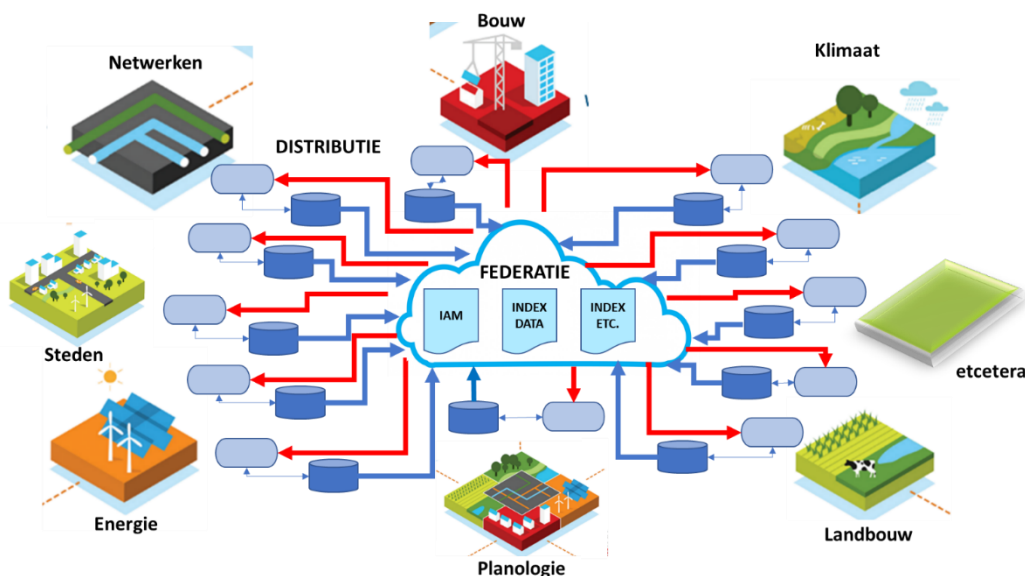 Bouw
Netwerken
Klimaat
DISTRIBUTIE
FEDERATIE
IAM
INDEX
DATA
INDEX
ETC.
Steden
etcetera
Energie
Landbouw
Planologie